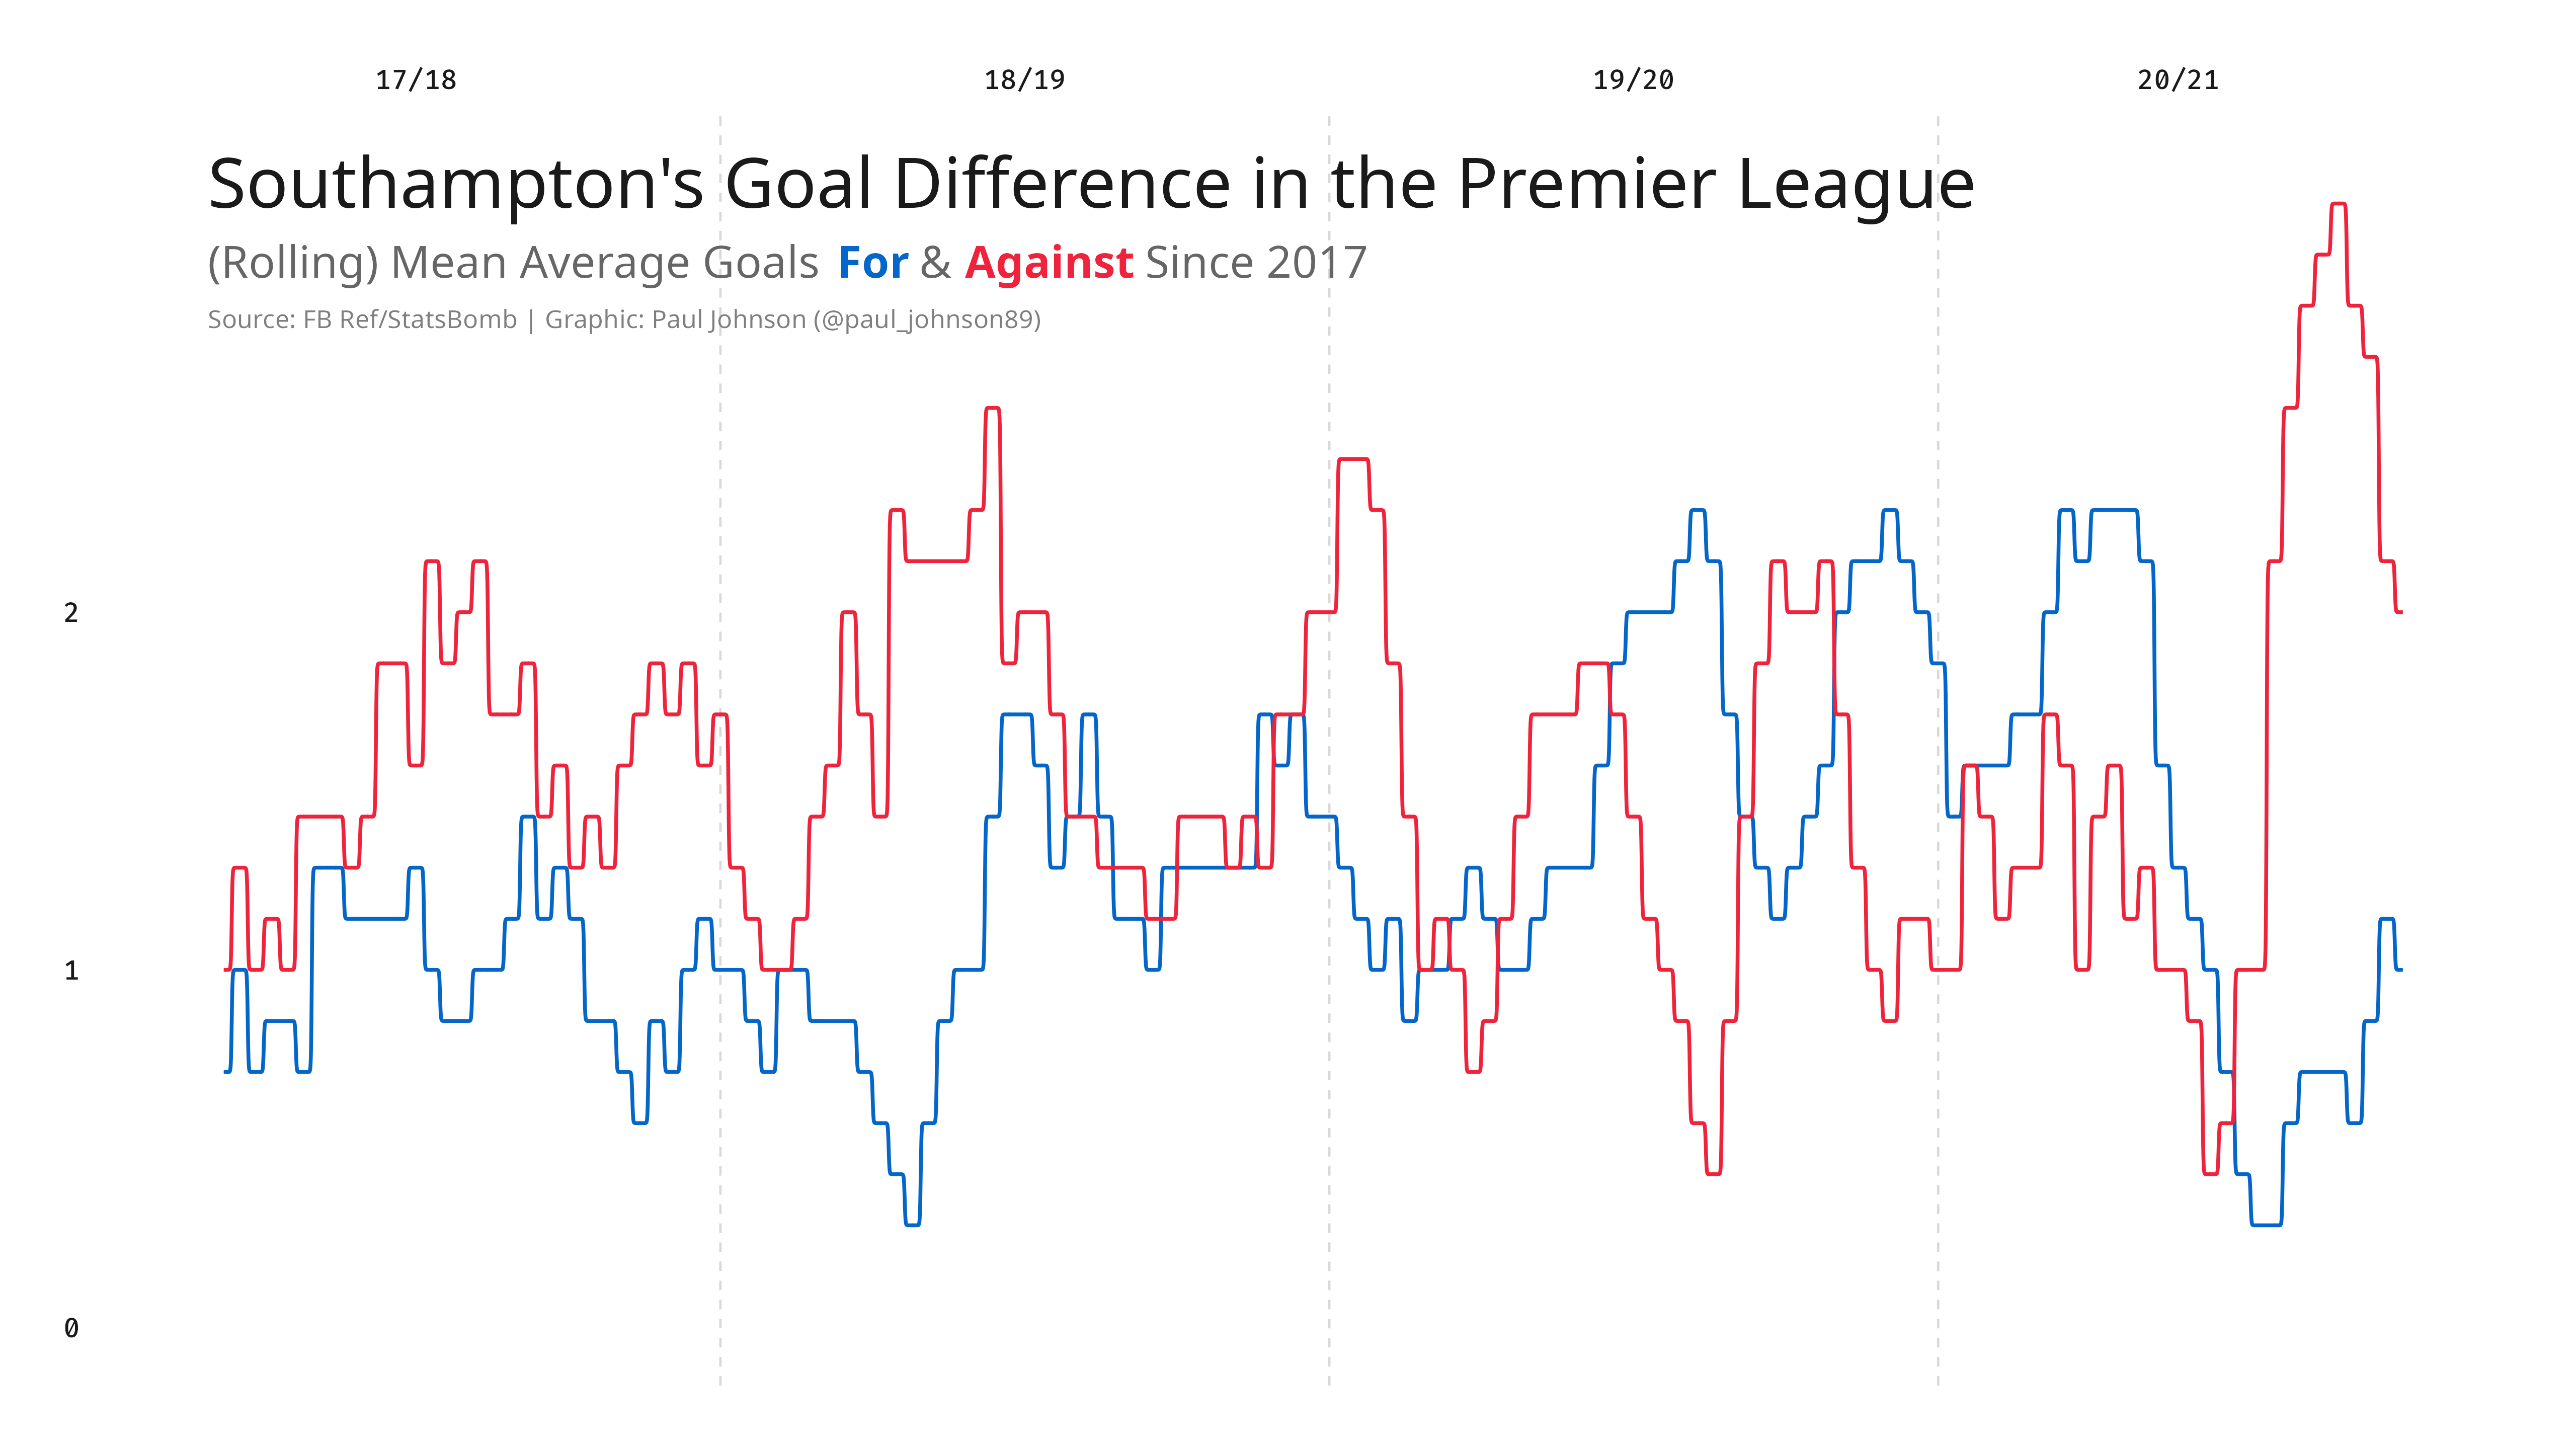 17/18 18/19 19/20 20/21
Southampton's Goal Difference in the Premier League
(Rolling) Mean Average Goals For & Against Since 2017
Source: FB Ref/StatsBomb | Graphic: Paul Johnson (@paul_johnson89)
2
1
0